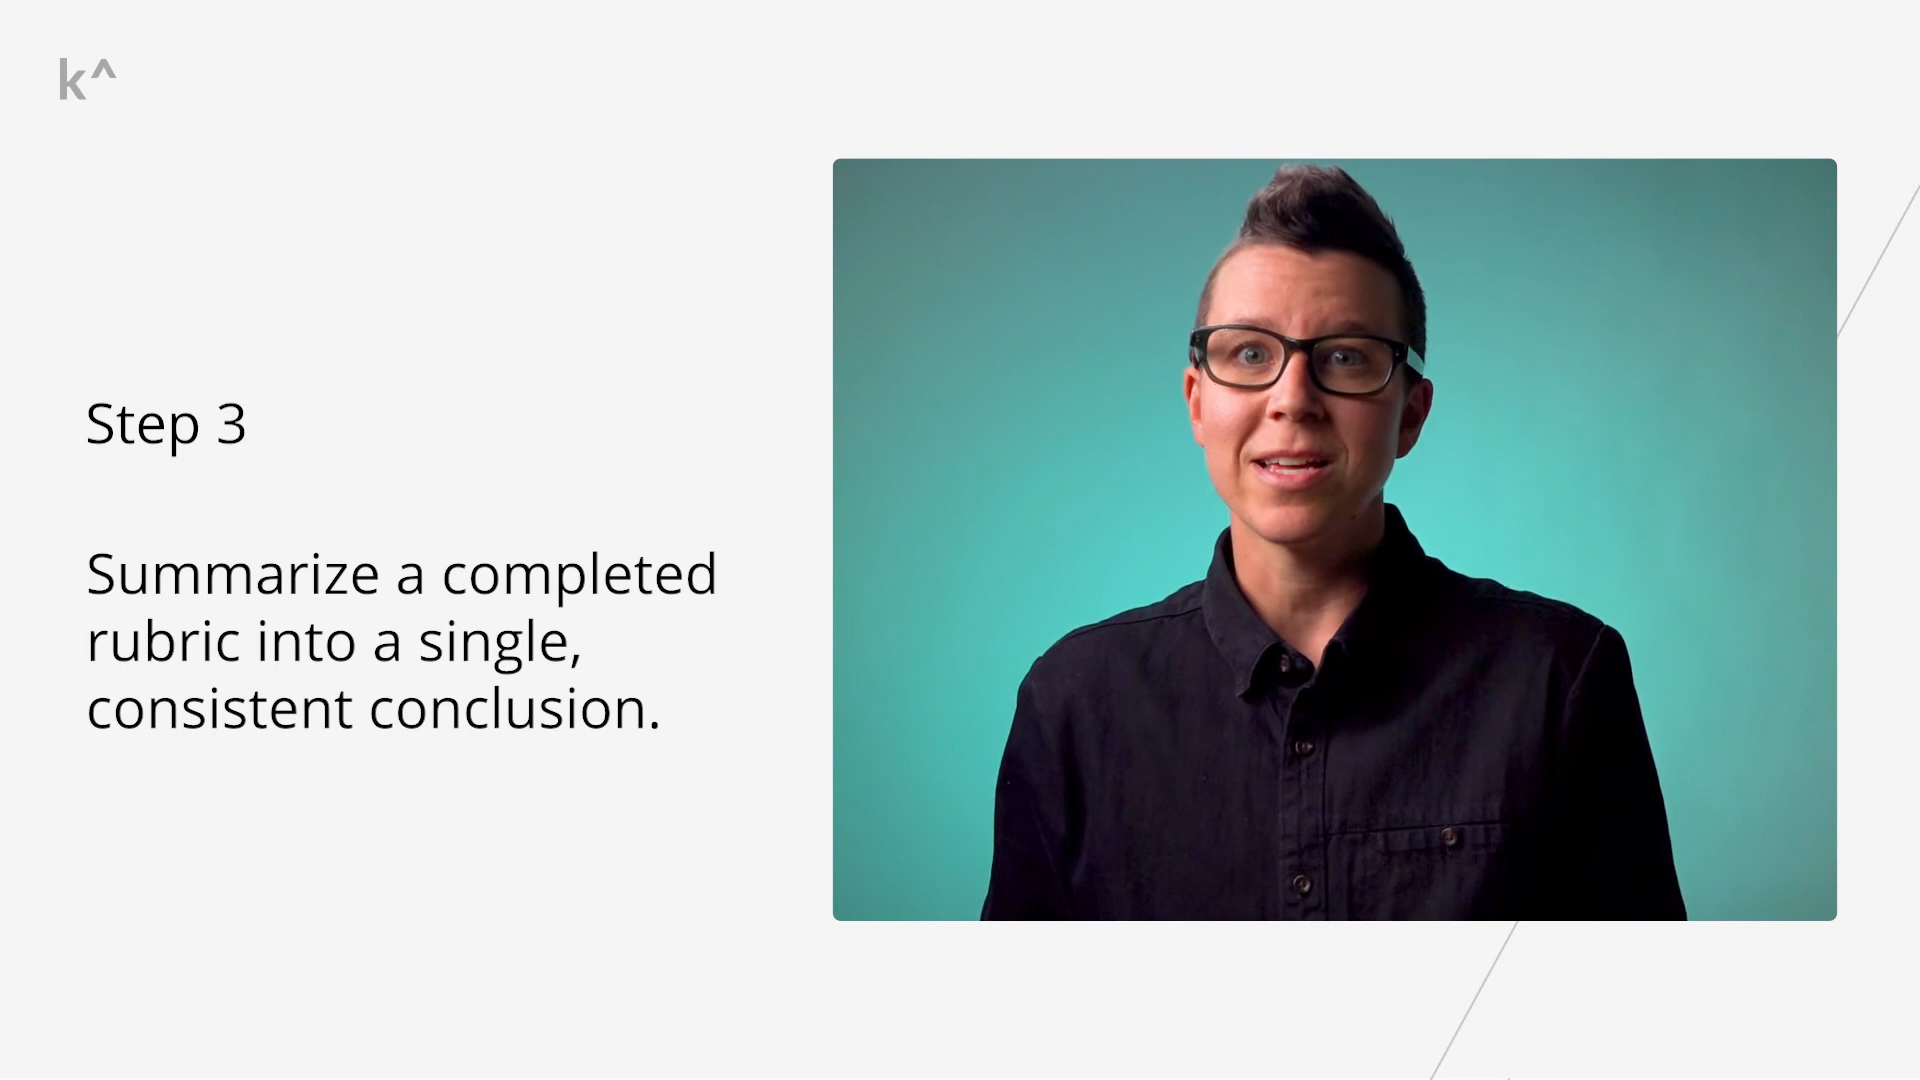 k^
Step 3
Summarize a completed
rubric into a single,
consistent conclusion.